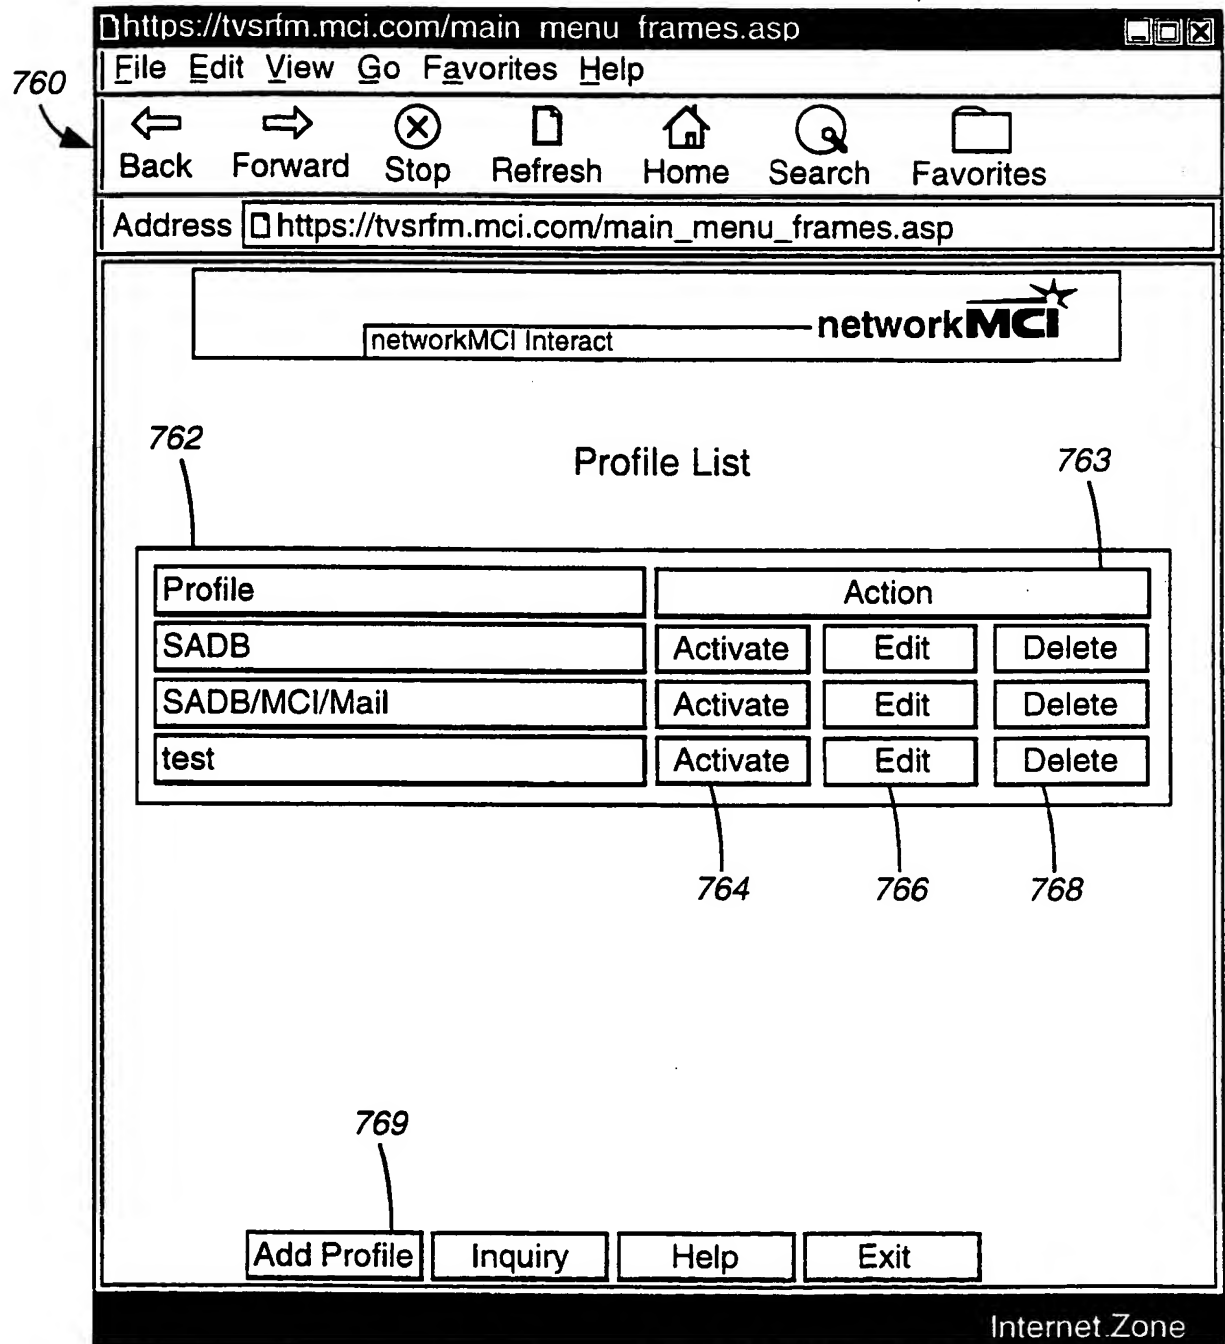 https://tvsrfm.mci.com/main_menu_frames.asp
File Edit View Go Favorites Help
760
Back Forward Stop Refresh Home Search Favorites
Address https://tvsrfm.mci.com/main_menu_frames.asp
networkMCI Interact networkMCI
762
Profile List
763
Profile Action
SADB Activate Edit Delete
SADB/MCI/Mail Activate Edit Delete
test Activate Edit Delete
764 766 768
769
Add Profile Inquiry Help Exit
Internet Zone